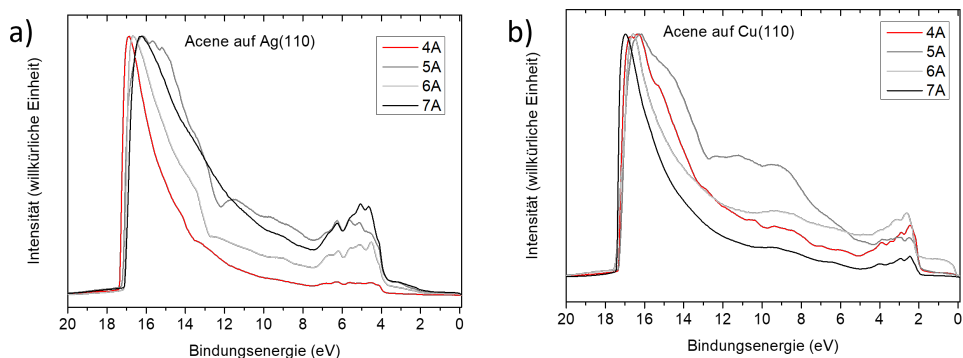 a)
Acene auf Ag(110)
4A
5A
6A
7A
Intensität (willkürliche Einheit)
20 18 16 14 12 10 8 6 4 2 0
Bindungsenergie (eV)
b)
Acene auf Cu(110)
4A
5A
6A
7A
Intensität (willkürliche Einheit)
20 18 16 14 12 10 8 6 4 2 0
Bindungsenergie (eV)